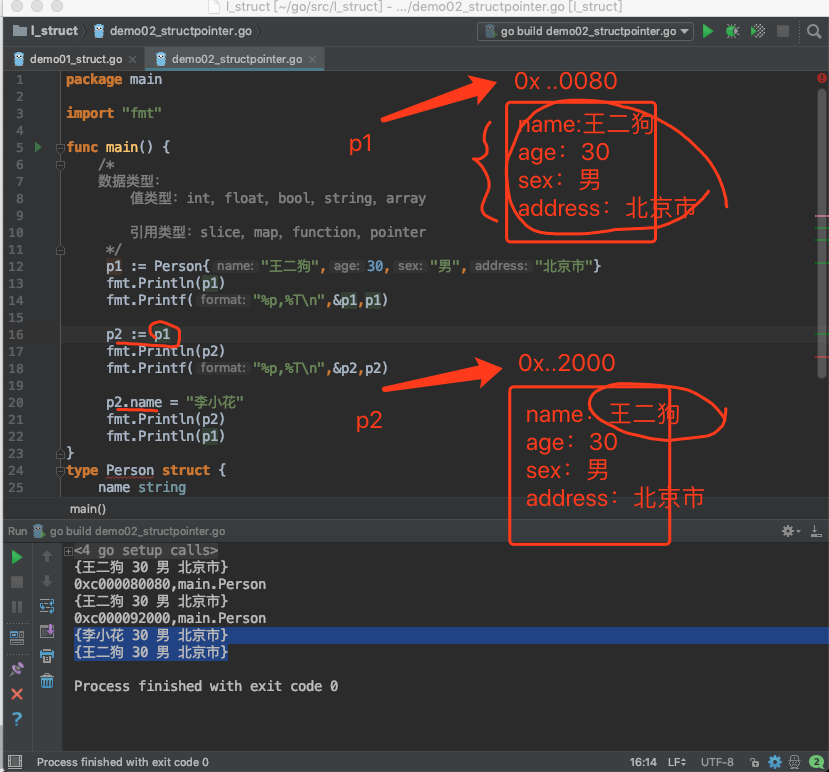 l_struct [~/go/src/l_struct] - .../demo02_structpointer.go [l_struct]
l_struct demo02_structpointer.go
go build demo02_structpointer.go
demo01_struct.go demo02_structpointer.go
1 package main
2
3 import "fmt"
4
5 func main() {
6 /*
7 数据类型：
8 值类型：int，float，bool，string，array
9
10 引用类型：slice，map，function，pointer
11 */
12 p1 := Person{ name: "王二狗", age: 30, sex: "男", address: "北京市"}
13 fmt.Println(p1)
14 fmt.Printf( format: "%p,%T\n",&p1,p1)
15
16 p2 := p1
17 fmt.Println(p2)
18 fmt.Printf( format: "%p,%T\n",&p2,p2)
19
20 p2.name = "李小花"
21 fmt.Println(p2)
22 fmt.Println(p1)
23 }
24 type Person struct {
25 name string
main()
p1
0x ..0080
name:王二狗
age：30
sex：男
address：北京市
p2
0x..2000
name：王二狗
age：30
sex：男
address：北京市
Run go build demo02_structpointer.go
<4 go setup calls>
{王二狗 30 男 北京市}
0xc000080080,main.Person
{王二狗 30 男 北京市}
0xc000092000,main.Person
{李小花 30 男 北京市}
{王二狗 30 男 北京市}
Process finished with exit code 0
Process finished with exit code 0 16:14 LF UTF-8 2